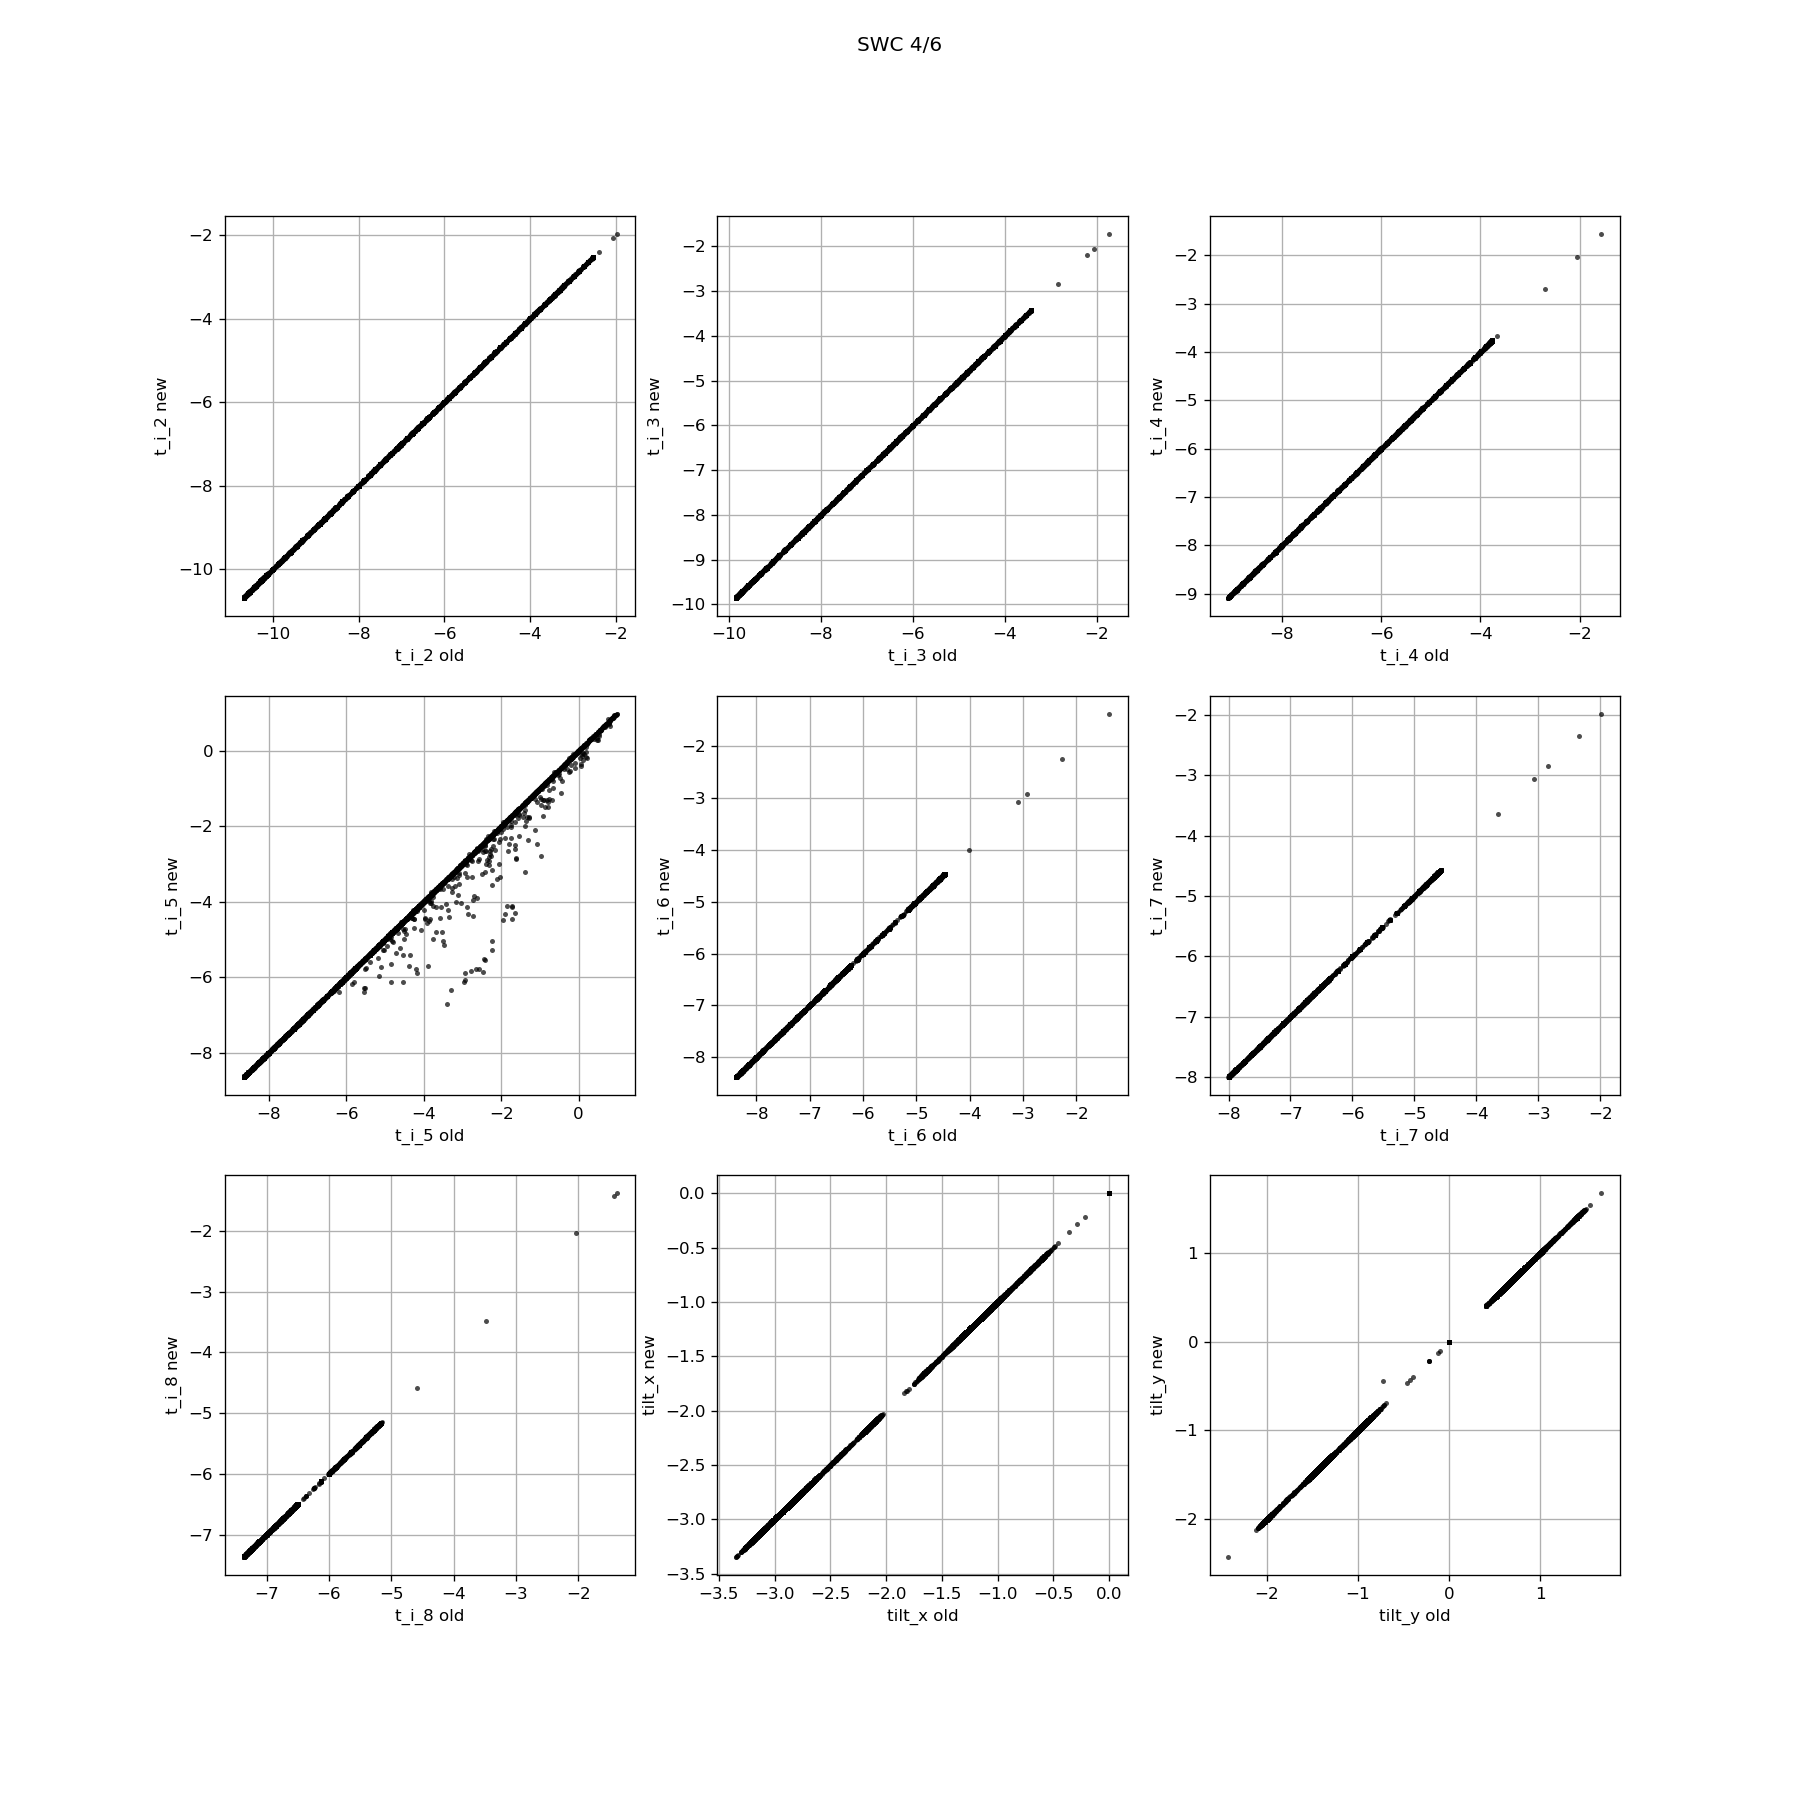 SWC 4/6
−2
−4
−6
−8
−10
t_i_2 new
−10 −8 −6 −4 −2
t_i_2 old
−2
−3
−4
−5
−6
−7
−8
−9
−10
t_i_3 new
−10 −8 −6 −4 −2
t_i_3 old
−2
−3
−4
−5
−6
−7
−8
−9
t_i_4 new
−8 −6 −4 −2
t_i_4 old
0
−2
−4
−6
−8
t_i_5 new
−8 −6 −4 −2 0
t_i_5 old
−2
−3
−4
−5
−6
−7
−8
t_i_6 new
−8 −7 −6 −5 −4 −3 −2
t_i_6 old
−2
−3
−4
−5
−6
−7
−8
t_i_7 new
−8 −7 −6 −5 −4 −3 −2
t_i_7 old
−2
−3
−4
−5
−6
−7
t_i_8 new
−7 −6 −5 −4 −3 −2
t_i_8 old
0.0
−0.5
−1.0
−1.5
−2.0
−2.5
−3.0
−3.5
tilt_x new
−3.5 −3.0 −2.5 −2.0 −1.5 −1.0 −0.5 0.0
tilt_x old
1
0
−1
−2
tilt_y new
−2 −1 0 1
tilt_y old